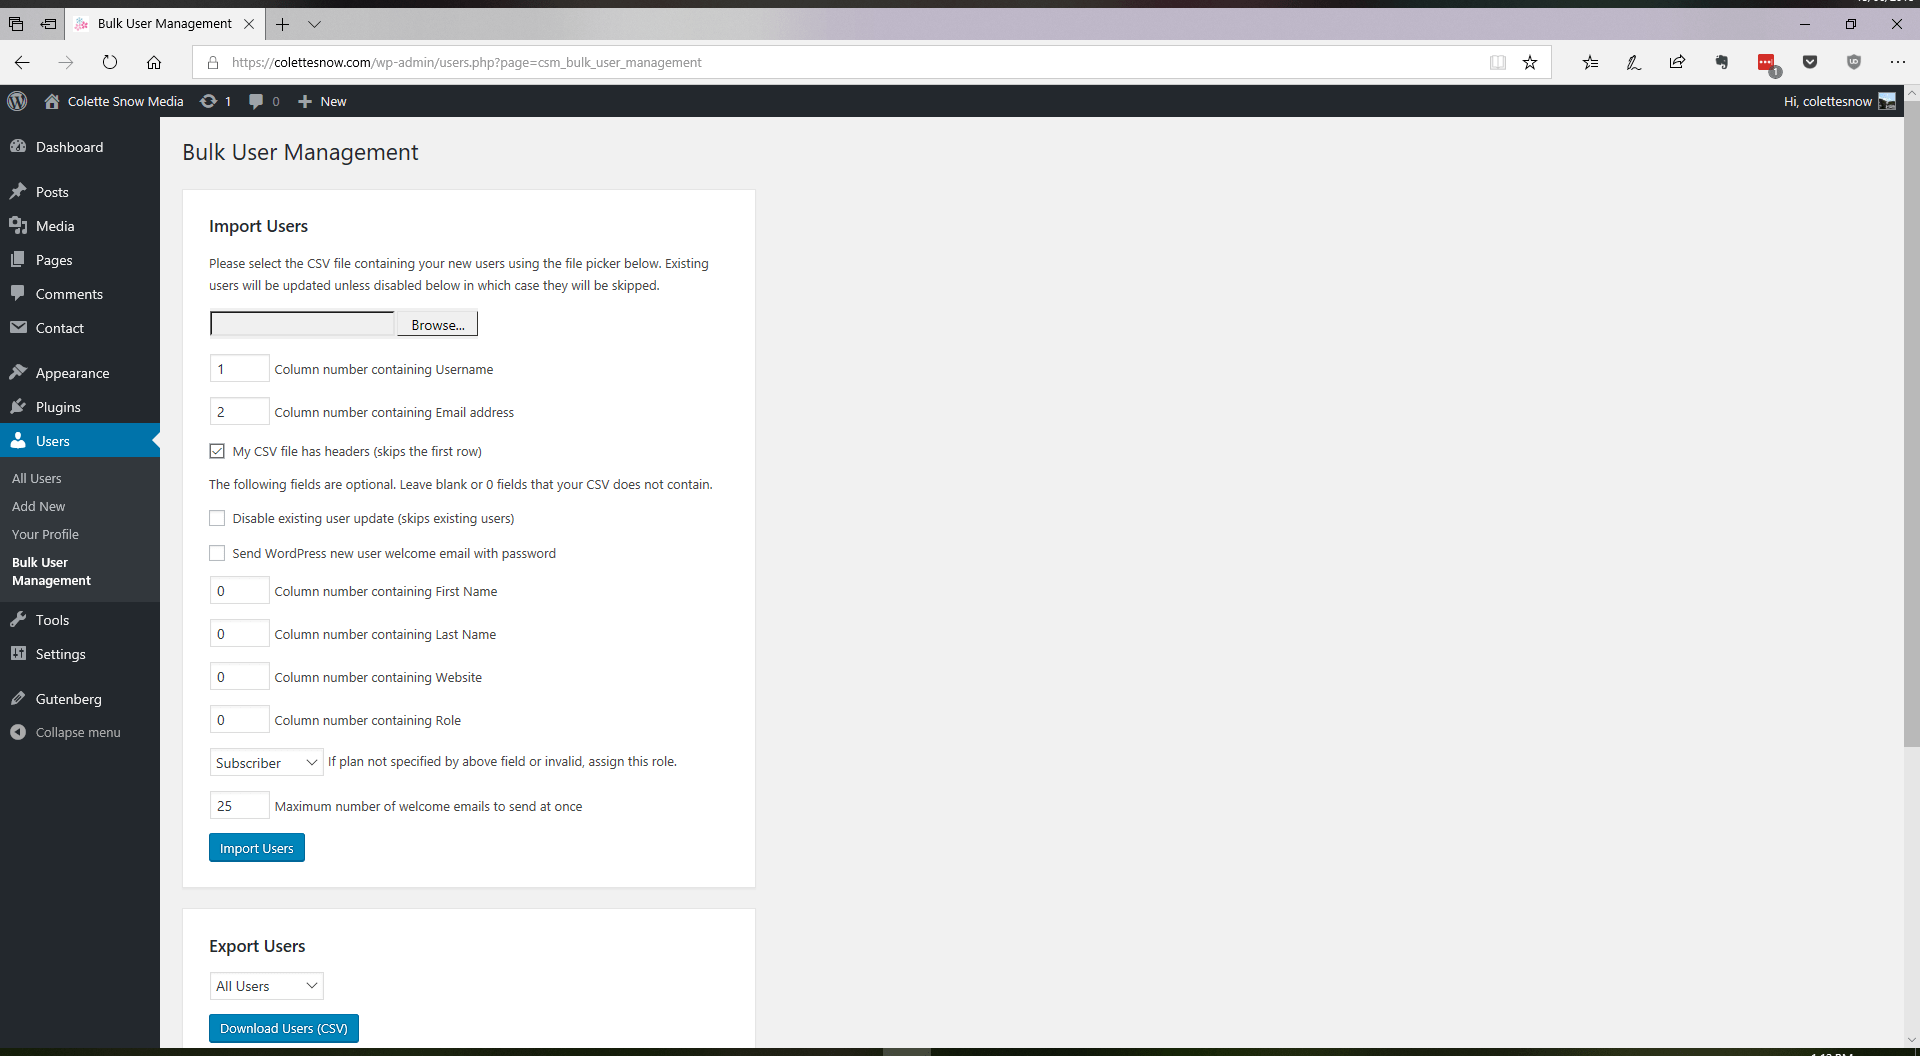 Bulk User Management
https://colettesnow.com/wp-admin/users.php?page=csm_bulk_user_management
1
Colette Snow Media
1
0
New
Hi, colettesnow
Dashboard
Posts
Media
Pages
Comments
Contact
Appearance
Plugins
Users
All Users
Add New
Your Profile
Bulk User
Management
Tools
Settings
Gutenberg
Collapse menu
Bulk User Management
Import Users
Please select the CSV file containing your new users using the file picker below. Existing
users will be updated unless disabled below in which case they will be skipped.
Browse...
1 Column number containing Username
2 Column number containing Email address
My CSV file has headers (skips the first row)
The following fields are optional. Leave blank or 0 fields that your CSV does not contain.
Disable existing user update (skips existing users)
Send WordPress new user welcome email with password
0 Column number containing First Name
0 Column number containing Last Name
0 Column number containing Website
0 Column number containing Role
Subscriber If plan not specified by above field or invalid, assign this role.
25 Maximum number of welcome emails to send at once
Import Users
Export Users
All Users
Download Users (CSV)